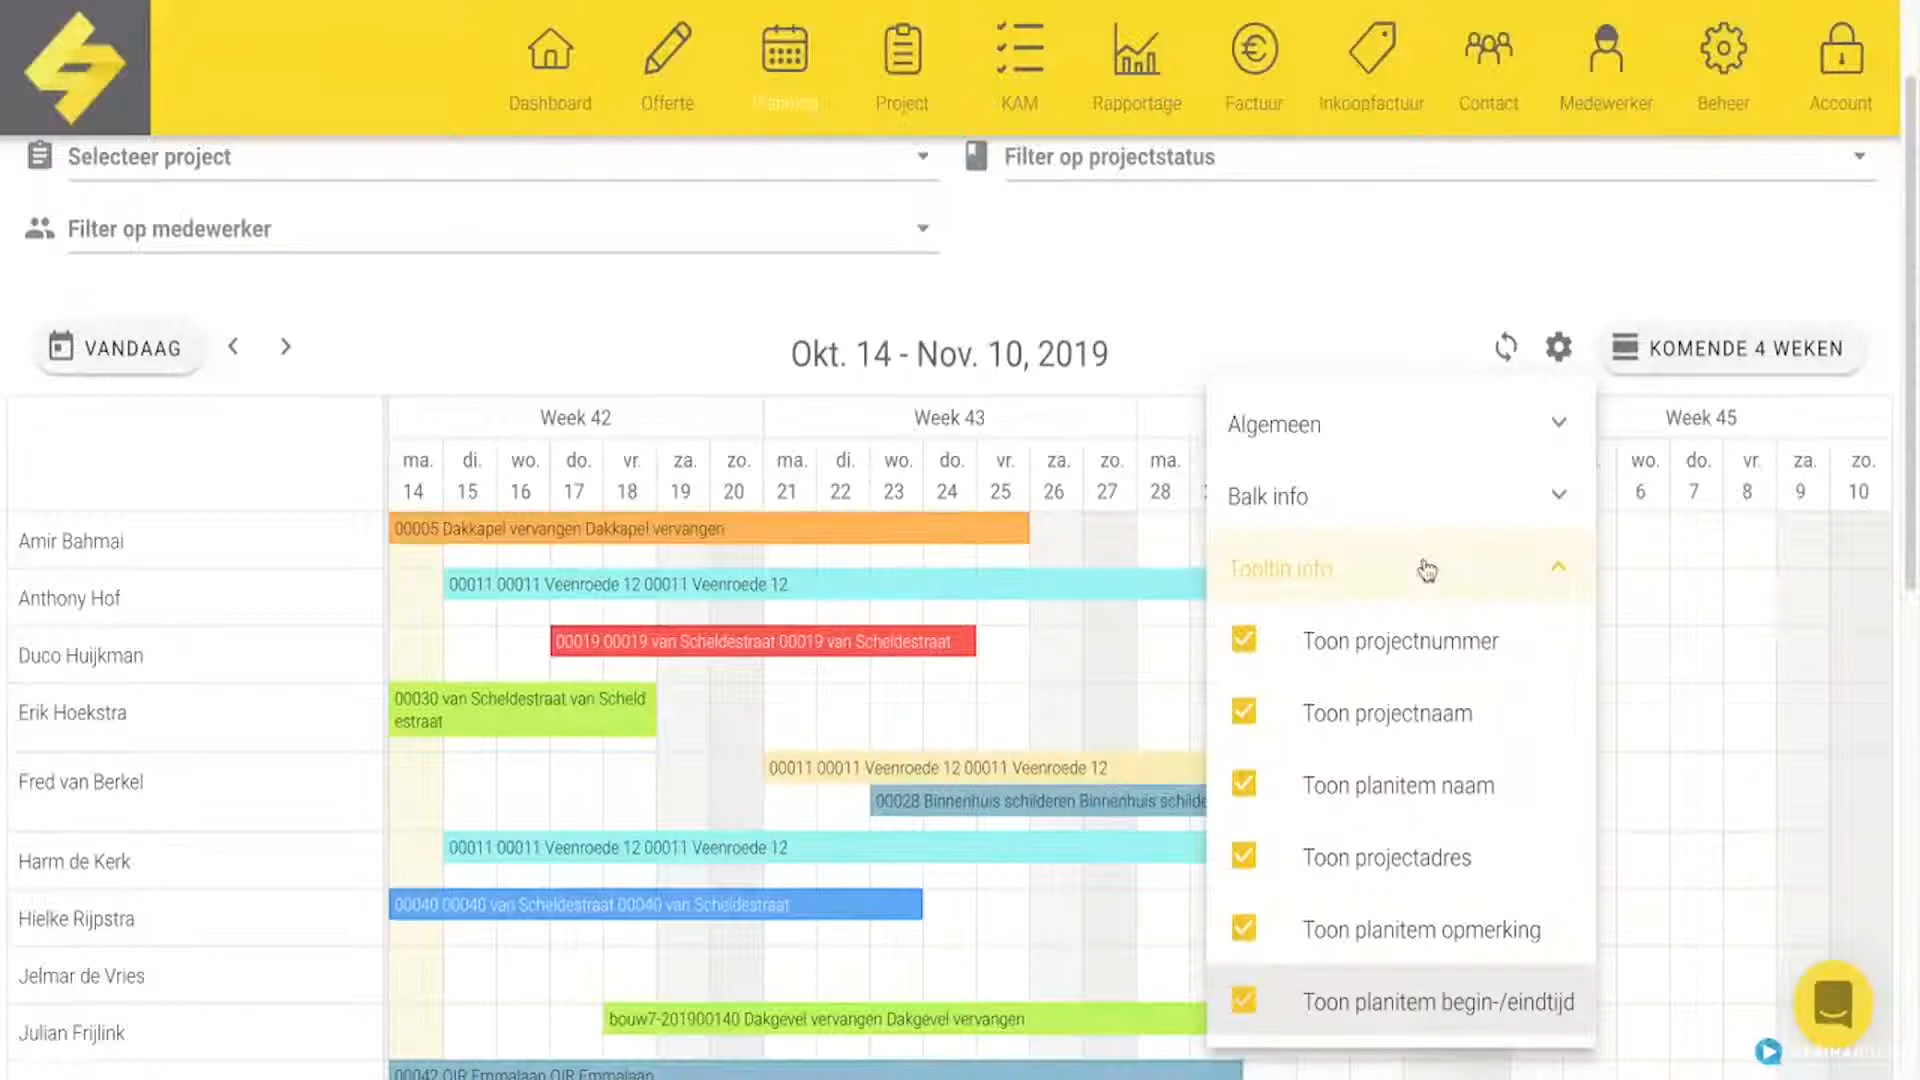 Dashboard Offerte Planning Project KAM Rapportage Factuur Inkoopfactuur Contact Medewerker Beheer Account
Selecteer project Filter op projectstatus
Filter op medewerker
VANDAAG Okt. 14 - Nov. 10, 2019 KOMENDE 4 WEKEN
Week 42 Week 43 Week 45
ma. di. wo. do. vr. za. zo. ma. di. wo. do. vr. za. zo. ma. wo. do. vr. za. zo.
14 15 16 17 18 19 20 21 22 23 24 25 26 27 28 6 7 8 9 10
Algemeen
Balk info
Tooltip info
Toon projectnummer
Toon projectnaam
Toon planitem naam
Toon projectadres
Toon planitem opmerking
Toon planitem begin-/eindtijd
Amir Bahmai
00005 Dakkapel vervangen Dakkapel vervangen
Anthony Hof
00011 00011 Veenroede 12 00011 Veenroede 12
Duco Huijkman
00019 00019 van Scheldestraat 00019 van Scheldestraat
Erik Hoekstra
00030 van Scheldestraat van Scheld
estraat
Fred van Berkel
00011 00011 Veenroede 12 00011 Veenroede 12
00028 Binnenhuis schilderen Binnenhuis schilde
Harm de Kerk
00011 00011 Veenroede 12 00011 Veenroede 12
Hielke Rijpstra
00040 00040 van Scheldestraat 00040 van Scheldestraat
Jelmar de Vries
Julian Frijlink
bouw7-201900140 Dakgevel vervangen Dakgevel vervangen
00042 OJR Emmalaan OJR Emmalaan